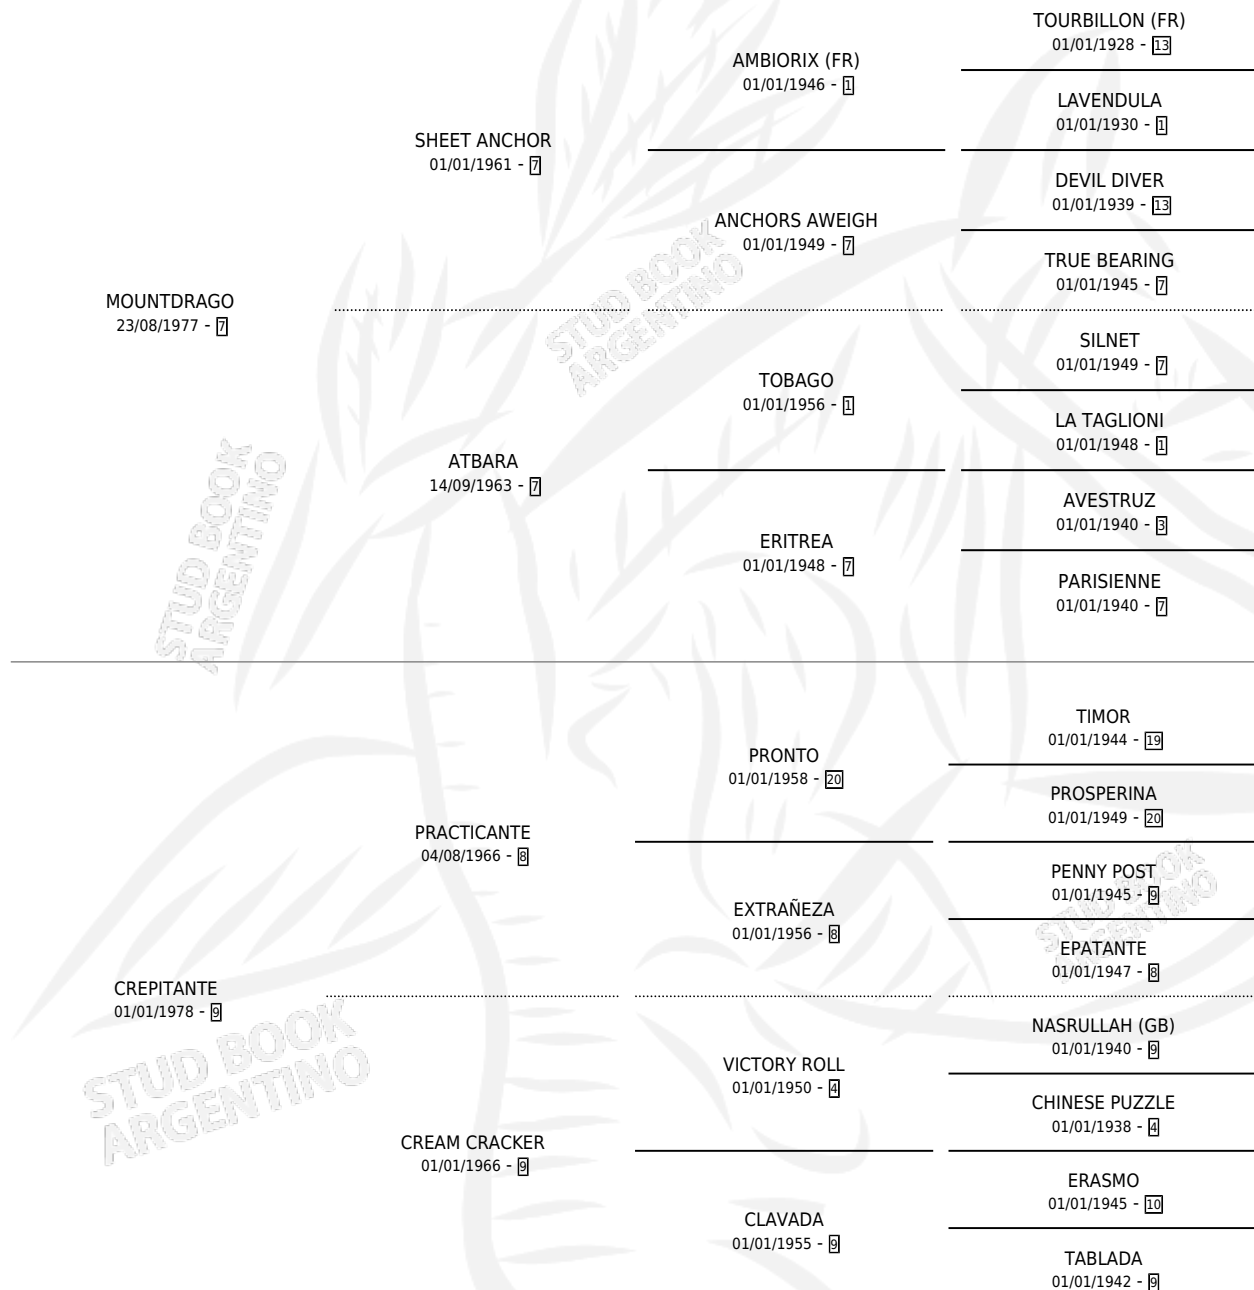 TOURBILLON (FR)
01/01/1928 - 13
AMBIORIX (FR)
01/01/1946 - 1
LAVENDULA
01/01/1930 - 1
SHEET ANCHOR
01/01/1961 - 7
DEVIL DIVER
01/01/1939 - 13
ANCHORS AWEIGH
01/01/1949 - 7
TRUE BEARING
01/01/1945 - 7
MOUNTDRAGO
23/08/1977 - 7
STUD BOOK
ARGENTINO
SILNET
01/01/1949 - 7
TOBAGO
01/01/1956 - 1
LA TAGLIONI
01/01/1948 - 1
ATBARA
14/09/1963 - 7
AVESTRUZ
01/01/1940 - 3
ERITREA
01/01/1948 - 7
PARISIENNE
01/01/1940 - 7
STUD BOOK
ARGENTINO
TIMOR
01/01/1944 - 19
PRONTO
01/01/1958 - 20
PROSPERINA
01/01/1949 - 20
PRACTICANTE
04/08/1966 - 8
PENNY POST
01/01/1945 - 9
EXTRAÑEZA
01/01/1956 - 8
EPATANTE
01/01/1947 - 8
STUD BOOK
ARGENTINO
CREPITANTE
01/01/1978 - 9
NASRULLAH (GB)
01/01/1940 - 9
VICTORY ROLL
01/01/1950 - 4
CHINESE PUZZLE
01/01/1938 - 4
STUD BOOK
ARGENTINO
CREAM CRACKER
01/01/1966 - 9
ERASMO
01/01/1945 - 10
CLAVADA
01/01/1955 - 9
TABLADA
01/01/1942 - 9